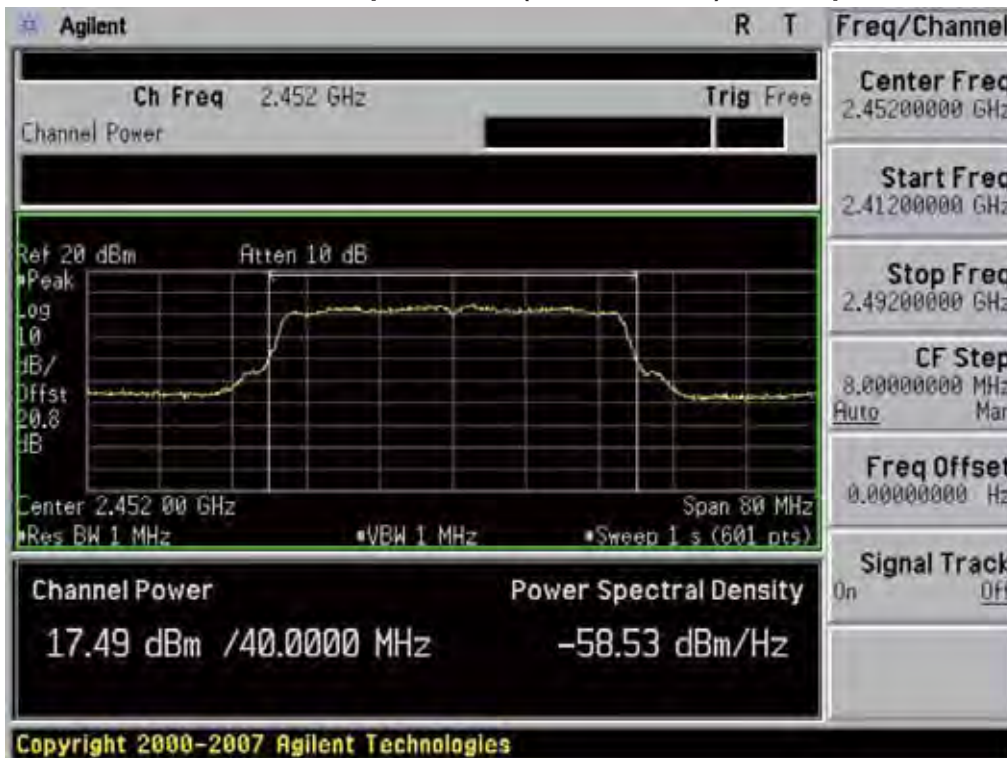 Agilent R T Freq/Channel
Ch Freq 2.452 GHz Trig Free
Channel Power
Ref 20 dBm Atten 10 dB
Peak
Log
10
dB/
Offst
20.8
dB
Center 2.452 00 GHz Span 80 MHz
Res BW 1 MHz VBW 1 MHz Sweep 1 s (601 pts)
Channel Power Power Spectral Density
17.49 dBm /40.0000 MHz -58.53 dBm/Hz
Copyright 2000-2007 Agilent Technologies
Center Freq
2.45200000 GHz
Start Freq
2.41200000 GHz
Stop Freq
2.49200000 GHz
CF Step
8.00000000 MHz
Auto Man
Freq Offset
0.00000000 Hz
Signal Track
On Off